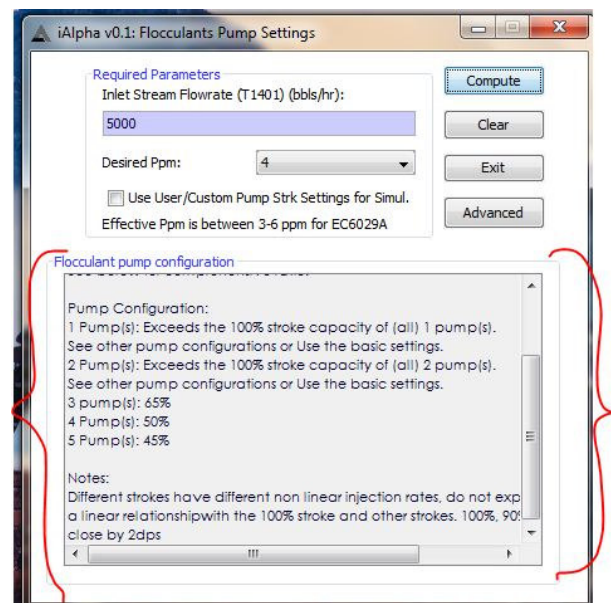 iAlpha v0.1: Flocculants Pump Settings
Required Parameters
Inlet Stream Flowrate (T1401) (bbls/hr):
5000
Desired Ppm:
4
Use User/Custom Pump Strk Settings for Simul.
Effective Ppm is between 3-6 ppm for EC6029A
Compute
Clear
Exit
Advanced
Flocculant pump configuration
Pump Configuration:
1 Pump(s): Exceeds the 100% stroke capacity of (all) 1 pump(s).
See other pump configurations or Use the basic settings.
2 Pump(s): Exceeds the 100% stroke capacity of (all) 2 pump(s).
See other pump configurations or Use the basic settings.
3 pump(s): 65%
4 Pump(s): 50%
5 Pump(s): 45%
Notes:
Different strokes have different non linear injection rates, do not exp
a linear relationshipwith the 100% stroke and other strokes. 100%, 90%
close by 2dps